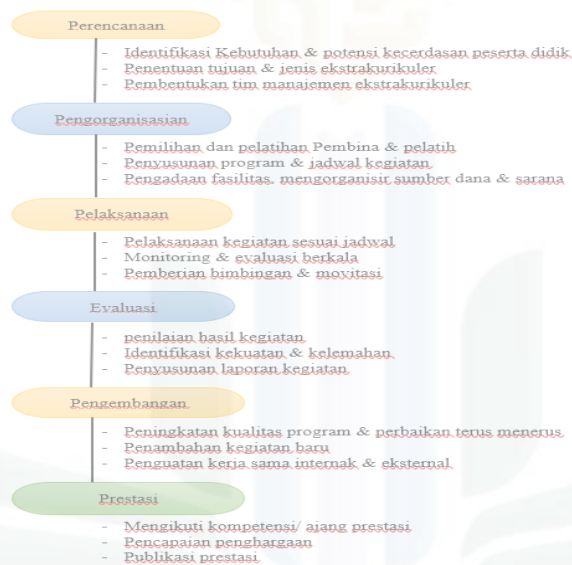 Perencanaan
- Identifikasi Kebutuhan & potensi kecerdasan peserta didik
- Penentuan tujuan & jenis ekstrakurikuler
- Pembentukan tim manajemen ekstrakurikuler
Pengorganisasian
- Pemilihan dan pelatihan Pembina & pelatih
- Penyusunan program & jadwal kegiatan
- Pengadaan fasilitas, mengorganisir sumber dana & sarana
Pelaksanaan
- Pelaksanaan kegiatan sesuai jadwal
- Monitoring & evaluasi berkala
- Pemberian bimbingan & movitasi
Evaluasi
- penilaian hasil kegiatan
- Identifikasi kekuatan & kelemahan
- Penyusunan laporan kegiatan
Pengembangan
- Peningkatan kualitas program & perbaikan terus menerus
- Penambahan kegiatan baru
- Penguatan kerja sama internak & eksternal
Prestasi
- Mengikuti kompetensi/ ajang prestasi
- Pencapaian penghargaan
- Publikasi prestasi